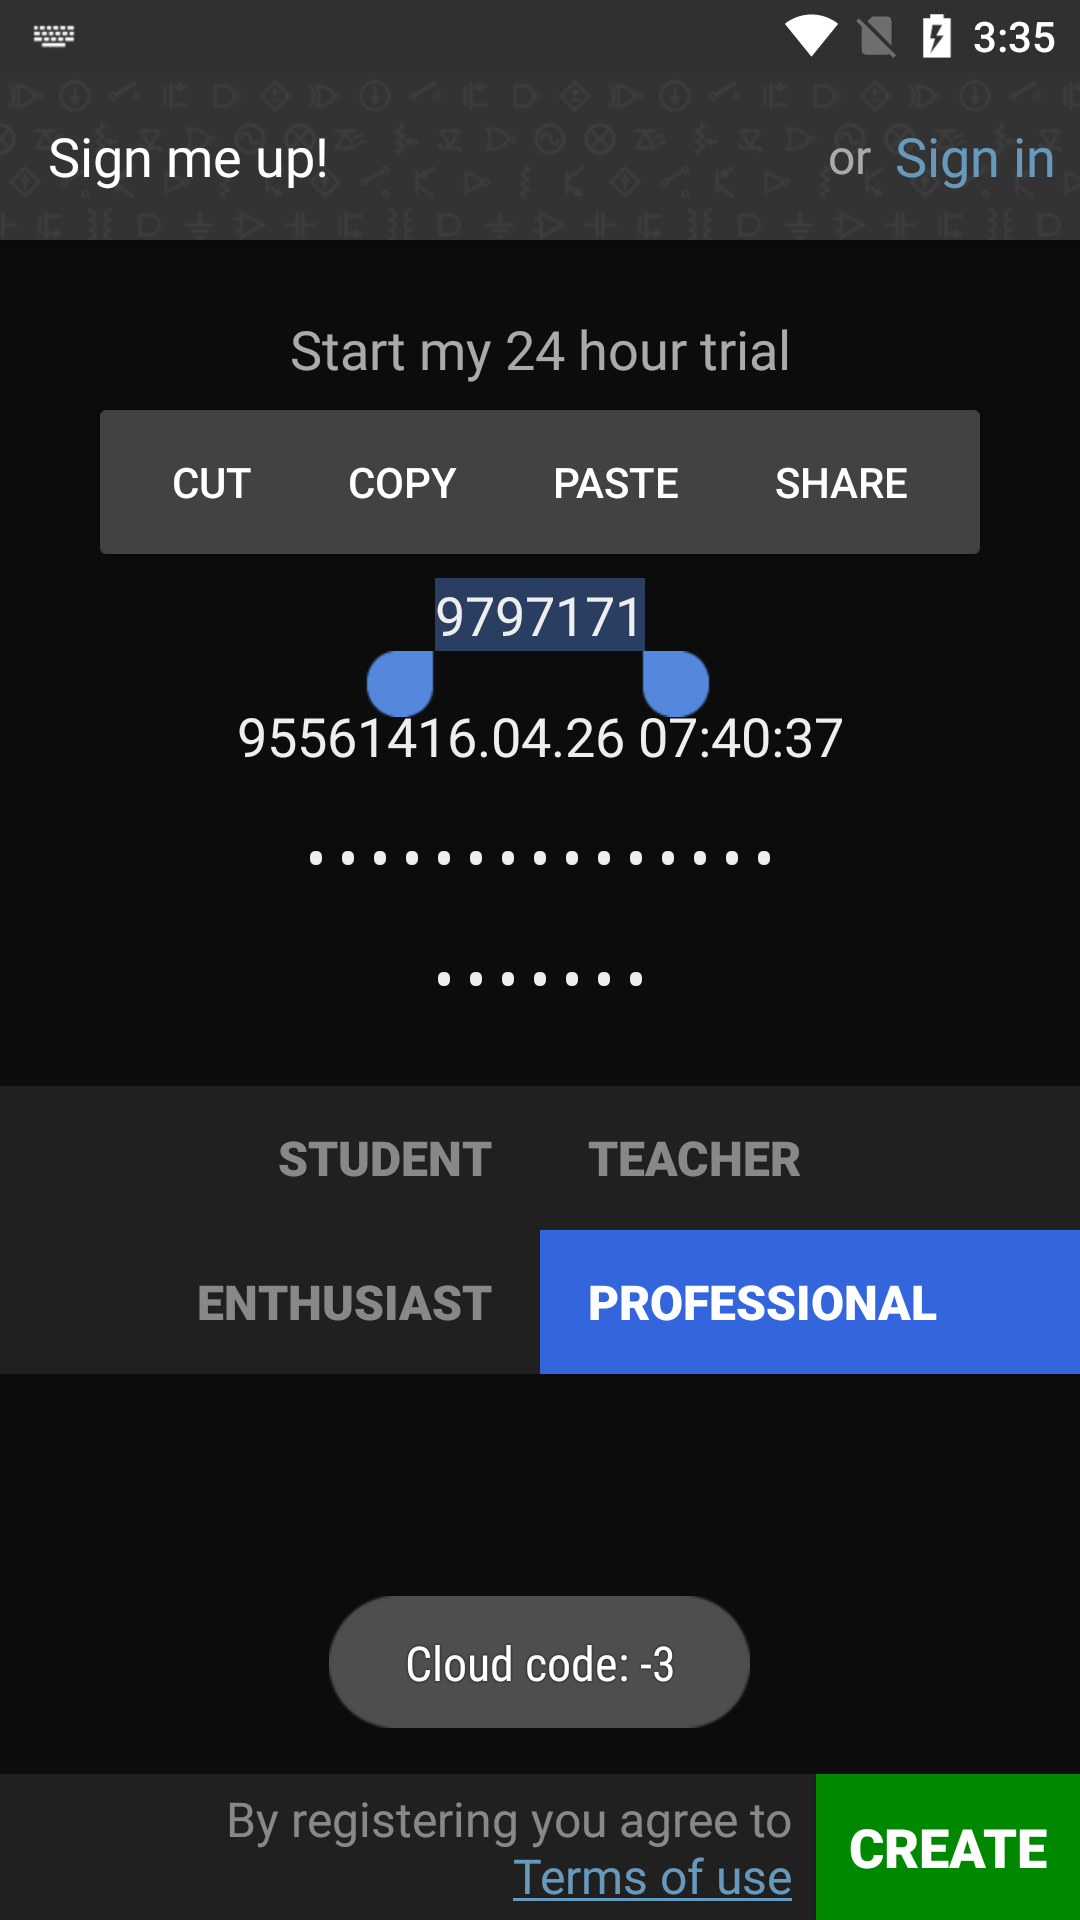 3:35
Sign me up!
or Sign in
Start my 24 hour trial
CUT COPY PASTE SHARE
9797171
95561416.04.26 07:40:37
•••••••••••••••
•••••••
STUDENT TEACHER
ENTHUSIAST PROFESSIONAL
Cloud code: -3
By registering you agree to
Terms of use
CREATE